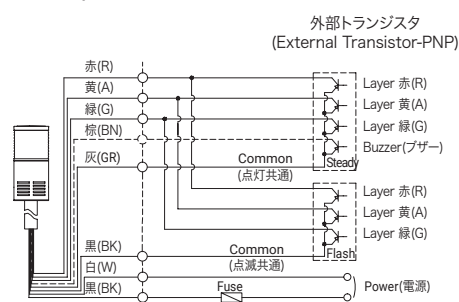 外部トランジスタ
(External Transistor-PNP)
赤(R)
黄(A)
緑(G)
棕(BN)
灰(GR)
Common
(点灯共通)
Steady
Layer 赤(R)
Layer 黄(A)
Layer 緑(G)
Buzzer(ブザー)
Layer 赤(R)
Layer 黄(A)
Layer 緑(G)
Flash
黒(BK)
Common
(点滅共通)
白(W)
黒(BK)
Fuse
Power(電源)